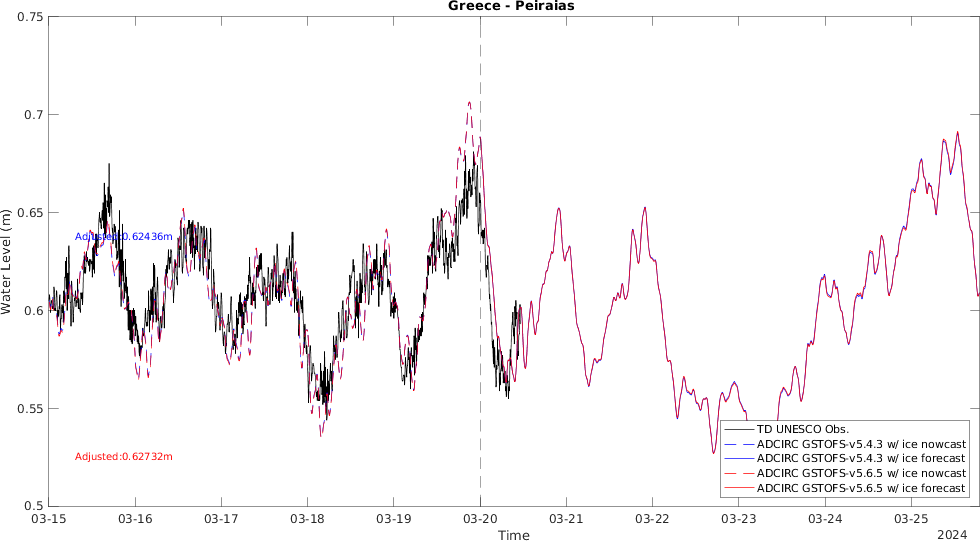 Greece - Peiraias
0.75
0.7
0.65
0.6
0.55
0.5
Water Level (m)
Adjusted:0.62436m
Adjusted:0.62732m
TD UNESCO Obs.
ADCIRC GSTOFS-v5.4.3 w/ ice nowcast
ADCIRC GSTOFS-v5.4.3 w/ ice forecast
ADCIRC GSTOFS-v5.6.5 w/ ice nowcast
ADCIRC GSTOFS-v5.6.5 w/ ice forecast
03-15 03-16 03-17 03-18 03-19 03-20 03-21 03-22 03-23 03-24 03-25
Time
2024